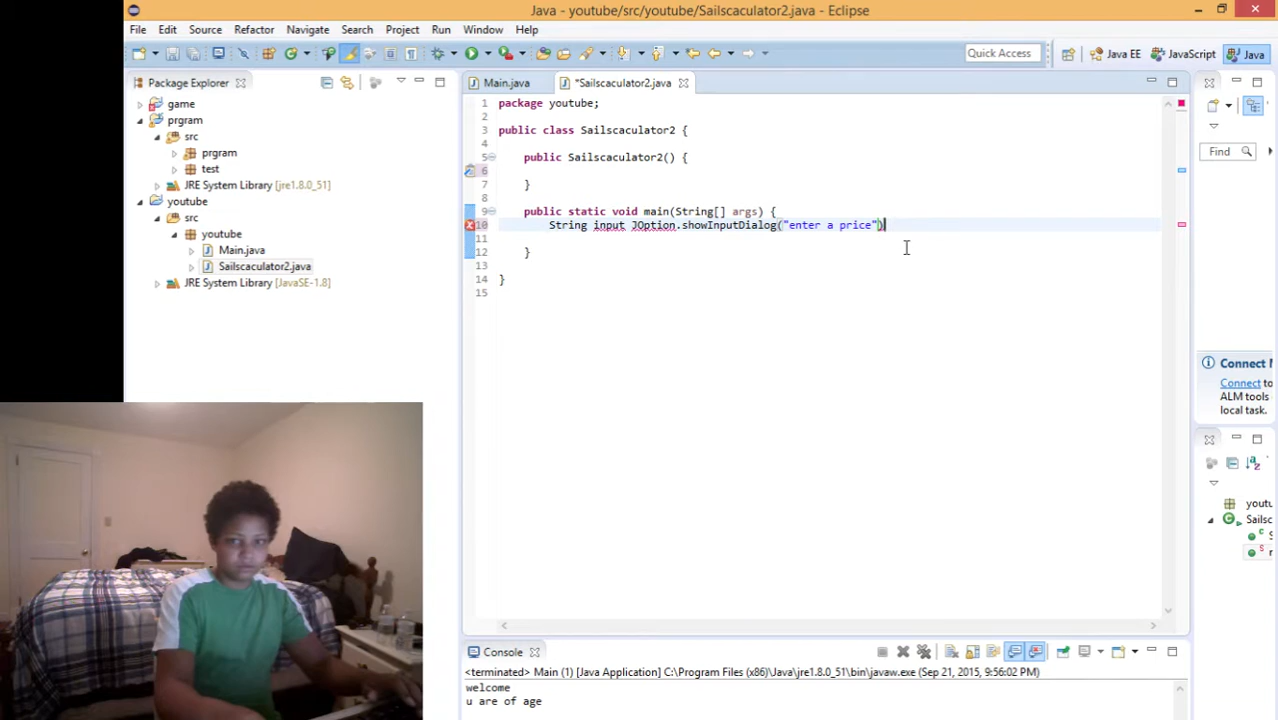 Java - youtube/src/youtube/Sailscaculator2.java - Eclipse
File Edit Source Refactor Navigate Search Project Run Window Help
Quick Access Java EE JavaScript Java
Package Explorer
Main.java *Sailscaculator2.java
game
prgram
src
prgram
test
JRE System Library [jre1.8.0_51]
youtube
src
youtube
Main.java
Sailscaculator2.java
JRE System Library [JavaSE-1.8]
1 package youtube;
2
3 public class Sailscaculator2 {
4
5 public Sailscaculator2() {
6
7 }
8
9 public static void main(String[] args) {
10 String input JOption.showInputDialog("enter a price")
11
12 }
13
14 }
15
Find
Connect
Connect to
ALM tools
local task.
youtu
Sailsc
Console
<terminated> Main (1) [Java Application] C:\Program Files (x86)\Java\jre1.8.0_51\bin\javaw.exe (Sep 21, 2015, 9:56:02 PM)
welcome
u are of age